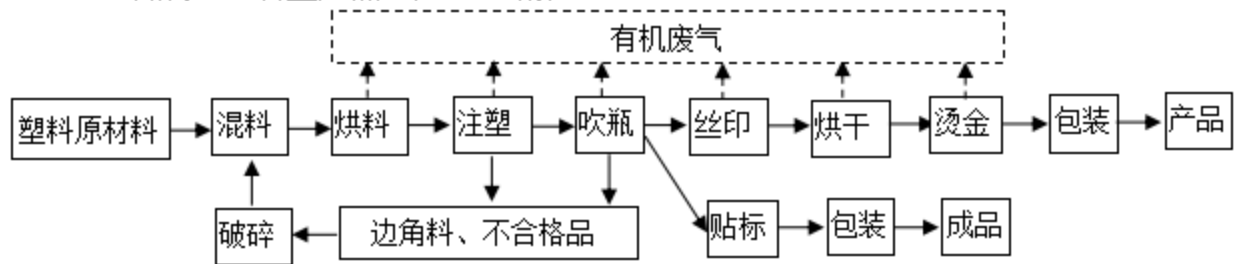 有机废气
塑料原材料
混料
烘料
注塑
吹瓶
丝印
烘干
烫金
包装
产品
破碎
边角料、不合格品
贴标
包装
成品